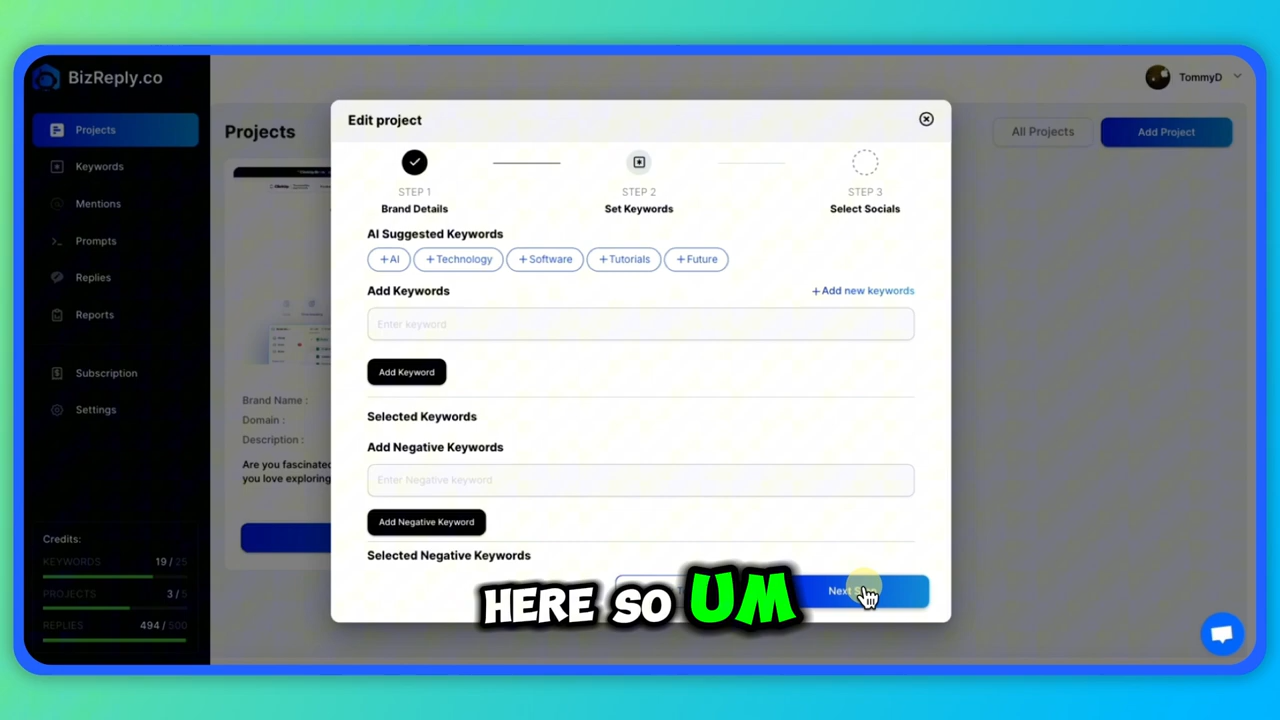 BizReply.co
TommyD
Projects
Keywords
Mentions
Prompts
Replies
Reports
Subscription
Settings
Credits:
KEYWORDS 19 / 25
PROJECTS 3 / 5
REPLIES 494 / 500
Projects
All Projects
Add Project
Brand Name :
Domain :
Description :
Are you fascinated
you love exploring
Edit project
STEP 1
Brand Details
STEP 2
Set Keywords
STEP 3
Select Socials
AI Suggested Keywords
+ AI
+ Technology
+ Software
+ Tutorials
+ Future
Add Keywords
+ Add new keywords
Enter keyword
Add Keyword
Selected Keywords
Add Negative Keywords
Enter Negative keyword
Add Negative Keyword
Selected Negative Keywords
Next
HERE SO UM